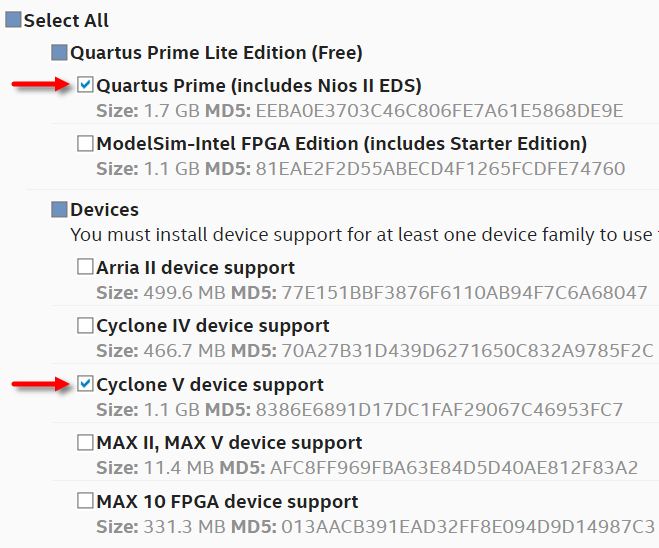 Select All
Quartus Prime Lite Edition (Free)
Quartus Prime (includes Nios II EDS)
Size: 1.7 GB MD5: EEBA0E3703C46C806FE7A61E5868DE9E
ModelSim-Intel FPGA Edition (includes Starter Edition)
Size: 1.1 GB MD5: 81EAE2F2D55ABECD4F1265FCDFE74760
Devices
You must install device support for at least one device family to use
Arria II device support
Size: 499.6 MB MD5: 77E151BBF3876F6110AB94F7C6A68047
Cyclone IV device support
Size: 466.7 MB MD5: 70A27B31D439D6271650C832A9785F2C
Cyclone V device support
Size: 1.1 GB MD5: 8386E6891D17DC1FAF29067C46953FC7
MAX II, MAX V device support
Size: 11.4 MB MD5: AFC8FF969FBA63E84D5D40AE812F83A2
MAX 10 FPGA device support
Size: 331.3 MB MD5: 013AACB391EAD32FF8E094D9D14987C3